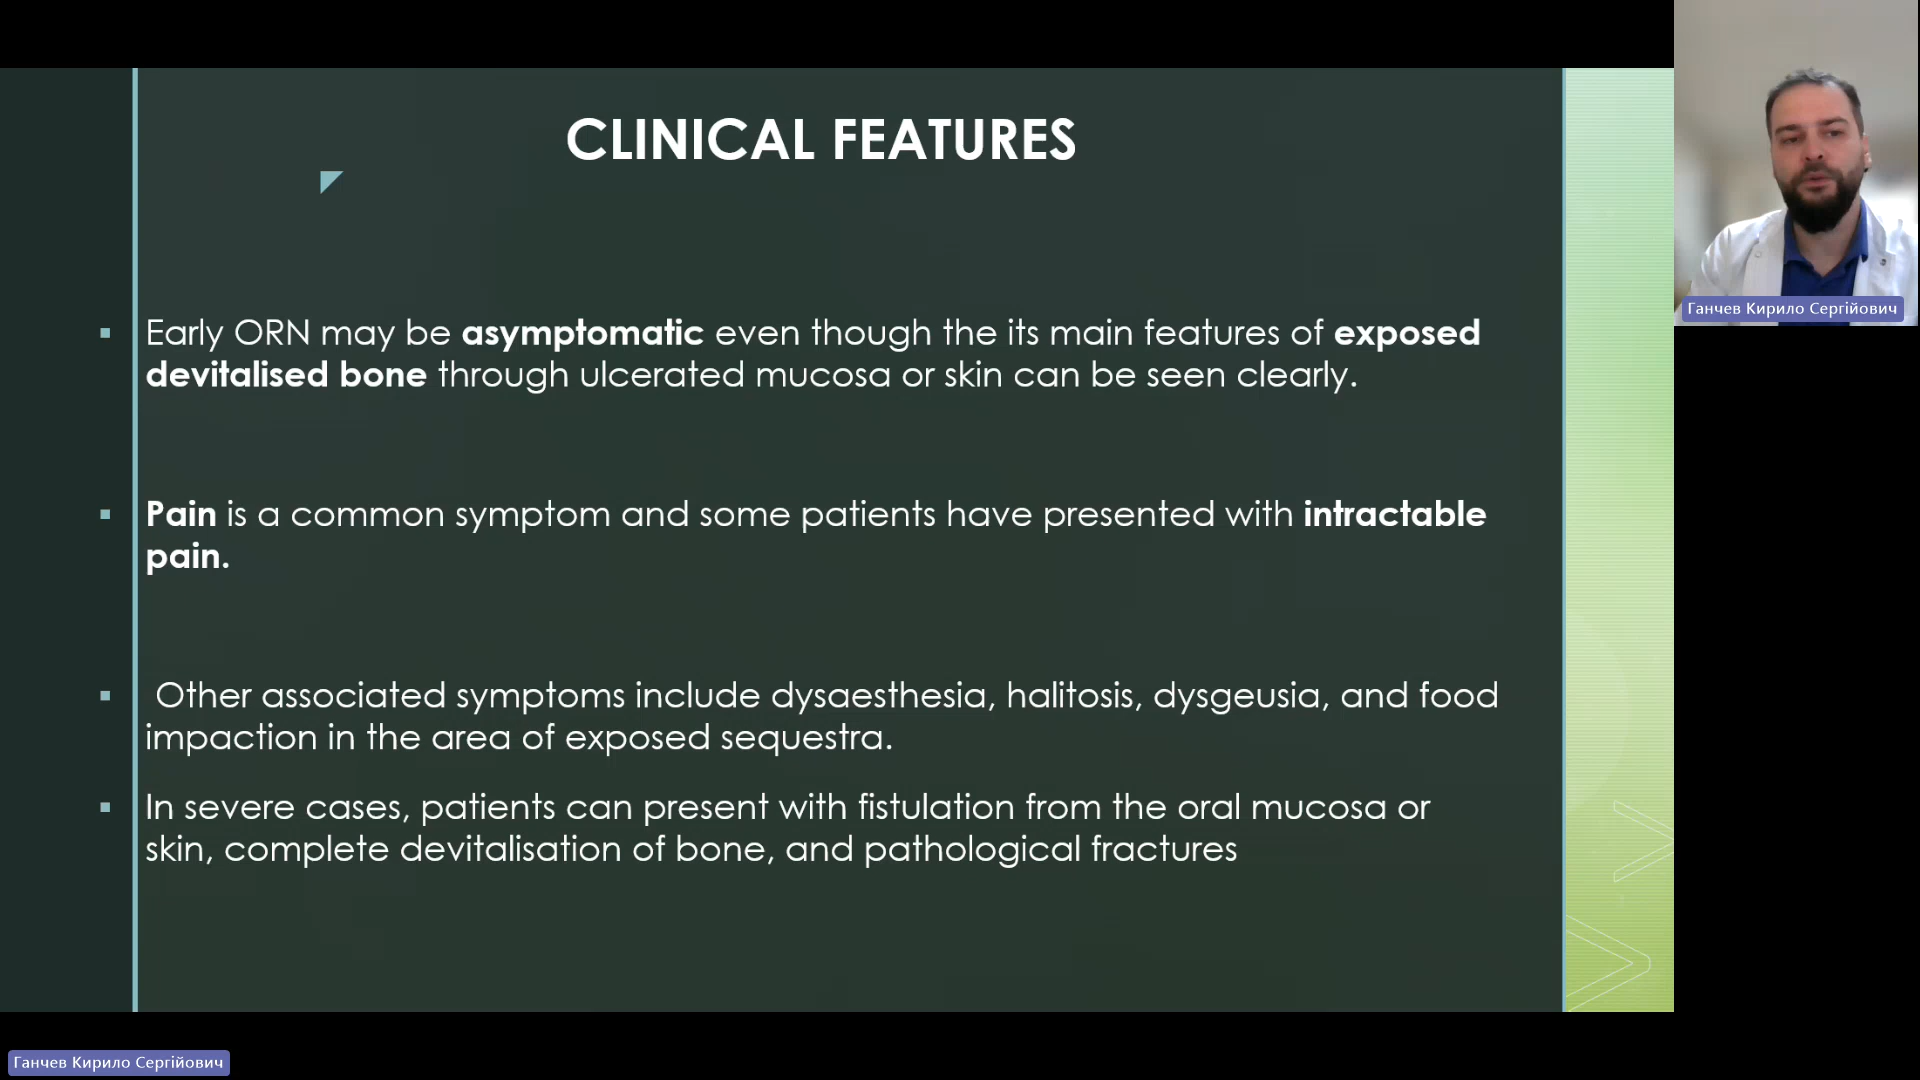 CLINICAL FEATURES
Early ORN may be asymptomatic even though the its main features of exposed
devitalised bone through ulcerated mucosa or skin can be seen clearly.
Pain is a common symptom and some patients have presented with intractable
pain.
Other associated symptoms include dysaesthesia, halitosis, dysgeusia, and food
impaction in the area of exposed sequestra.
In severe cases, patients can present with fistulation from the oral mucosa or
skin, complete devitalisation of bone, and pathological fractures
Ганчев Кирило Сергійович
Ганчев Кирило Сергійович